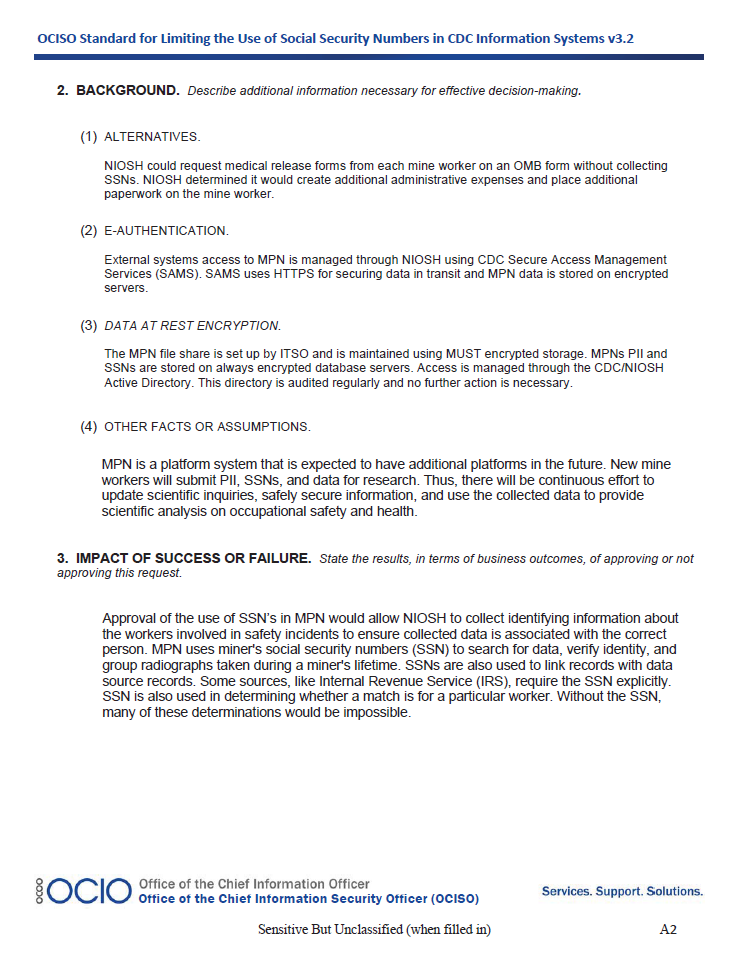 OCISO Standard for Limiting the Use of Social Security Numbers in CDC Information Systems v3.2
2. BACKGROUND. Describe additional information necessary for effective decision-making.
(1) ALTERNATIVES.
NIOSH could request medical release forms from each mine worker on an OMB form without collecting
SSNs. NIOSH determined it would create additional administrative expenses and place additional
paperwork on the mine worker.
(2) E-AUTHENTICATION.
External systems access to MPN is managed through NIOSH using CDC Secure Access Management
Services (SAMS). SAMS uses HTTPS for securing data in transit and MPN data is stored on encrypted
servers.
(3) DATA AT REST ENCRYPTION.
The MPN file share is set up by ITSO and is maintained using MUST encrypted storage. MPNs PII and
SSNs are stored on always encrypted database servers. Access is managed through the CDC/NIOSH
Active Directory. This directory is audited regularly and no further action is necessary.
(4) OTHER FACTS OR ASSUMPTIONS.
MPN is a platform system that is expected to have additional platforms in the future. New mine
workers will submit PII, SSNs, and data for research. Thus, there will be continuous effort to
update scientific inquiries, safely secure information, and use the collected data to provide
scientific analysis on occupational safety and health.
3. IMPACT OF SUCCESS OR FAILURE. State the results, in terms of business outcomes, of approving or not
approving this request.
Approval of the use of SSN's in MPN would allow NIOSH to collect identifying information about
the workers involved in safety incidents to ensure collected data is associated with the correct
person. MPN uses miner's social security numbers (SSN) to search for data, verify identity, and
group radiographs taken during a miner's lifetime. SSNs are also used to link records with data
source records. Some sources, like Internal Revenue Service (IRS), require the SSN explicitly.
SSN is also used in determining whether a match is for a particular worker. Without the SSN,
many of these determinations would be impossible.
OCIO Office of the Chief Information Officer
Office of the Chief Information Security Officer (OCISO)
Services. Support. Solutions.
Sensitive But Unclassified (when filled in) A2